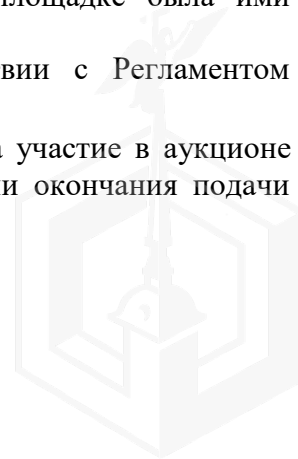 площадке была ими
вии с Регламентом
участие в аукционе
и окончания подачи